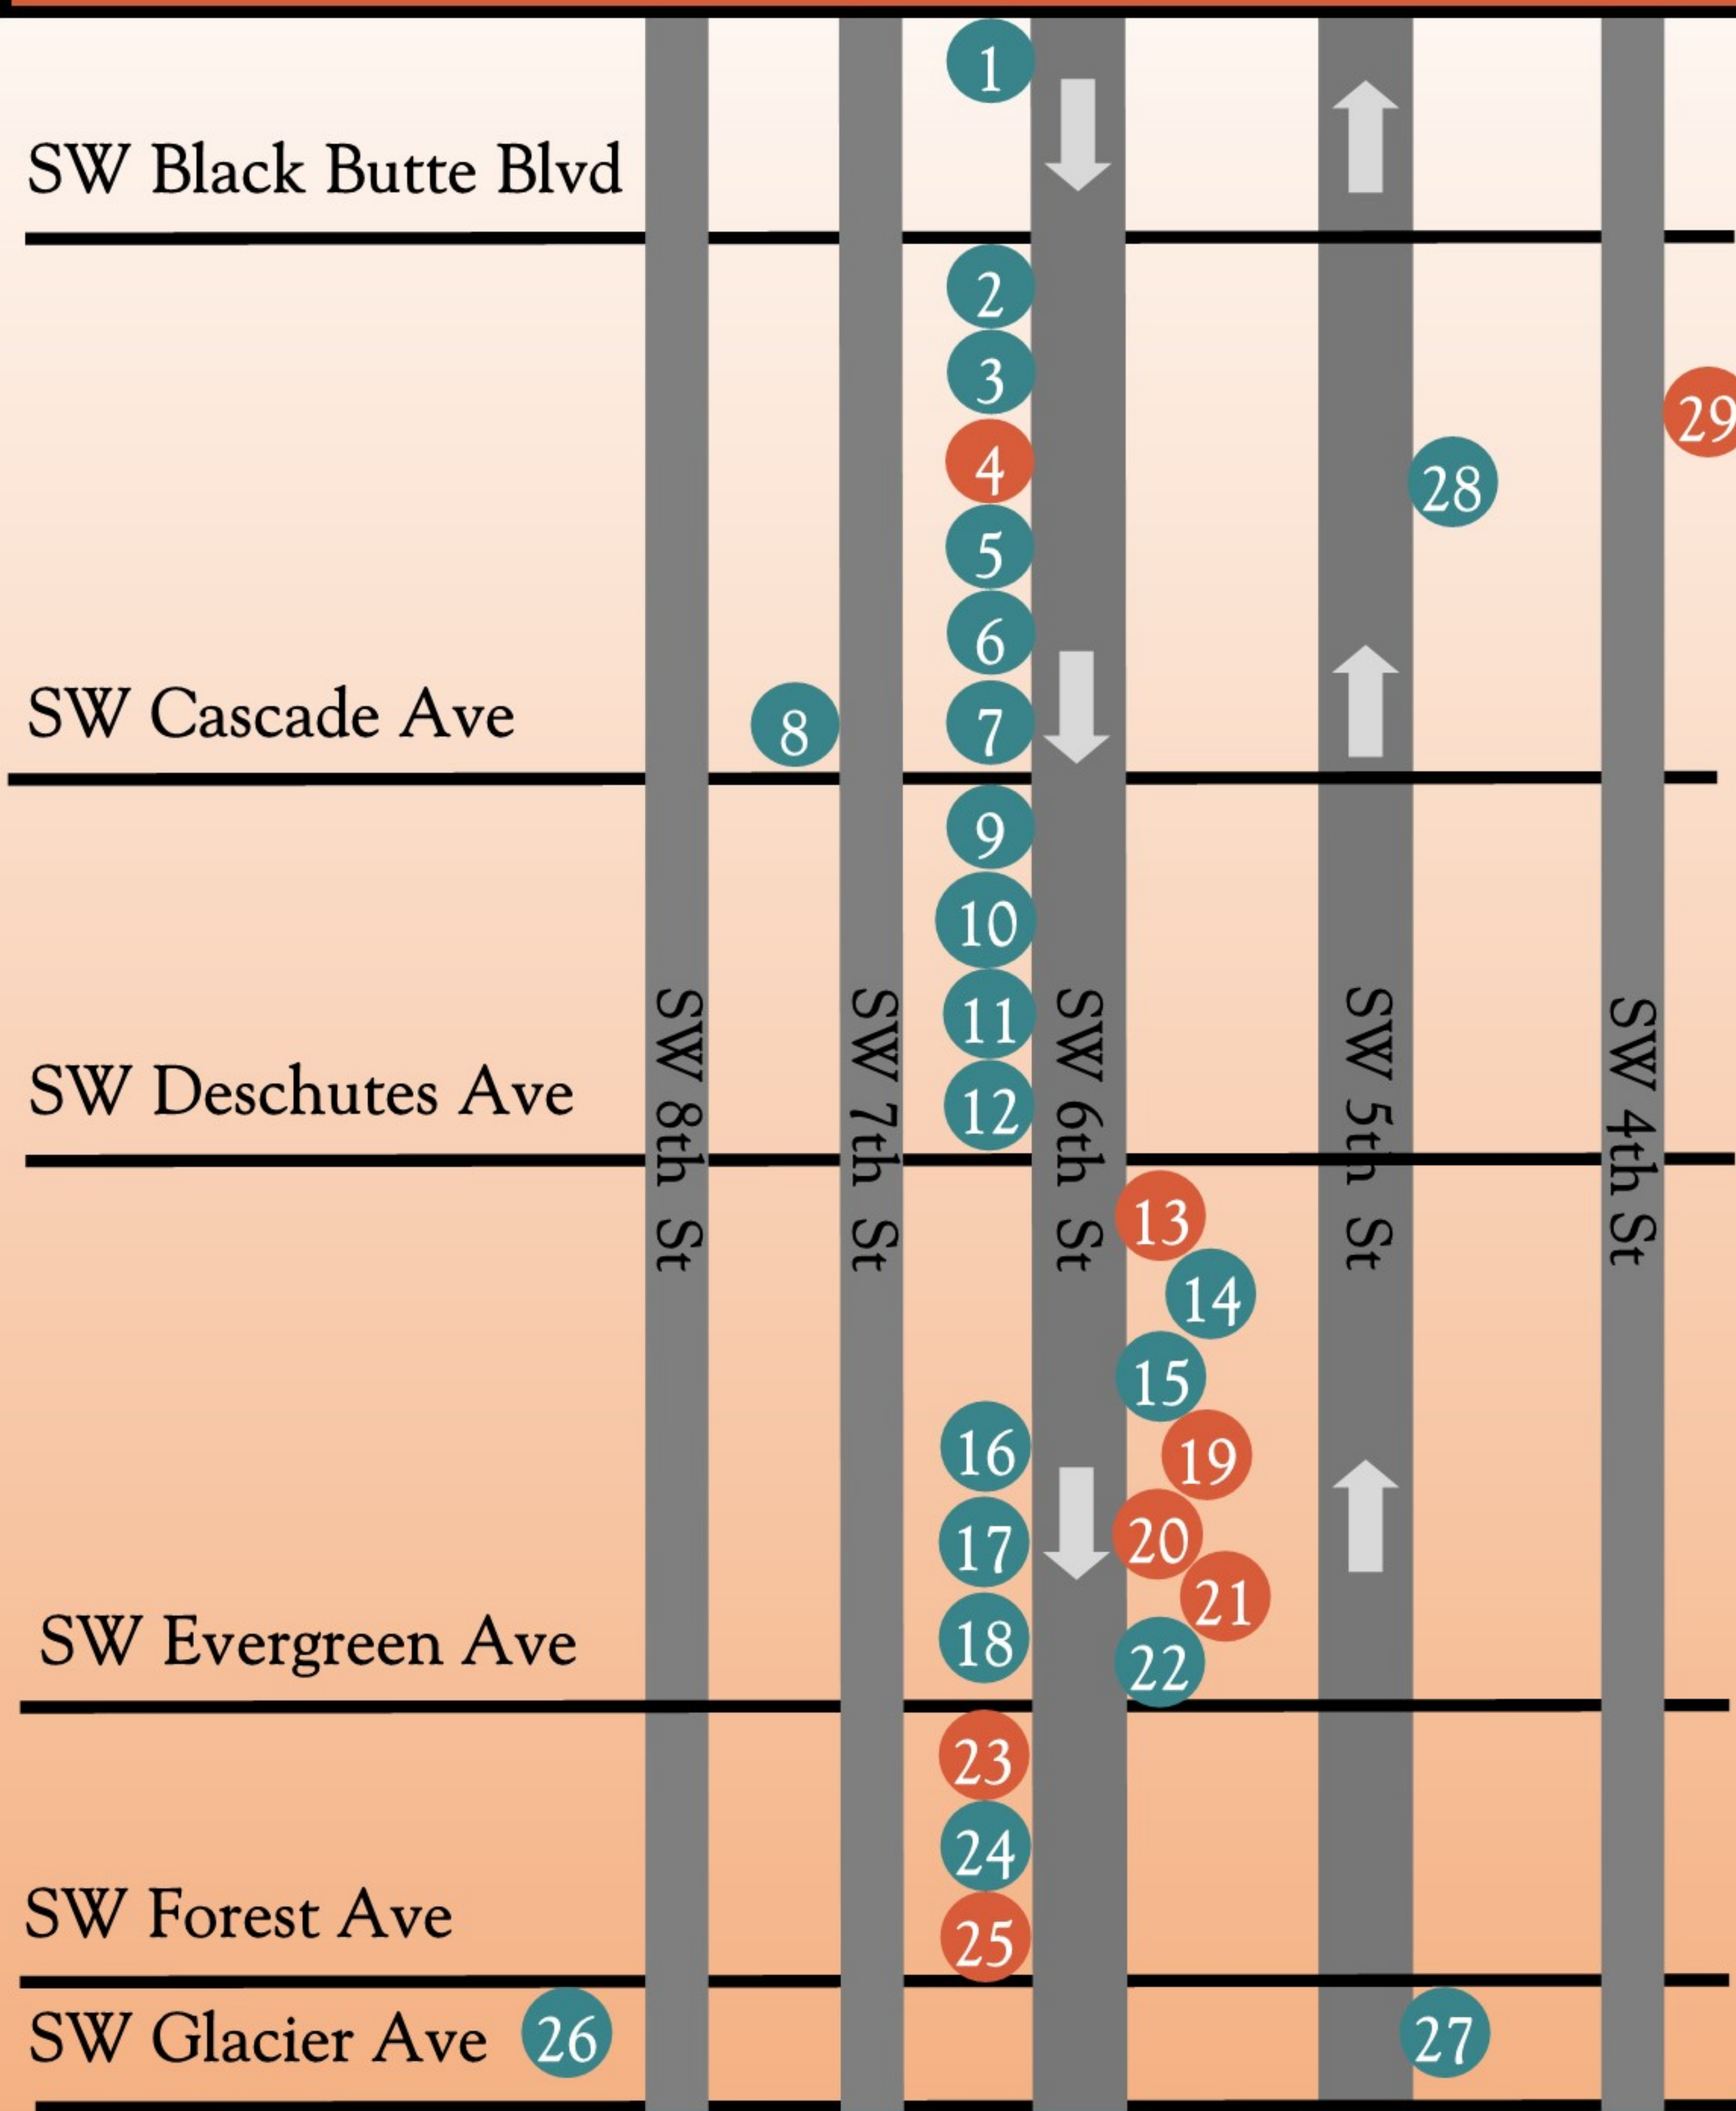 1
SW Black Butte Blvd
2
3
29
4
28
5
6
SW Cascade Ave
8
7
9
10
11
SW 8th St
SW 7th St
SW 6th St
SW 5th St
SW 4th St
SW Deschutes Ave
12
13
14
15
16
19
17
20
21
SW Evergreen Ave
18
22
23
24
SW Forest Ave
25
SW Glacier Ave
26
27